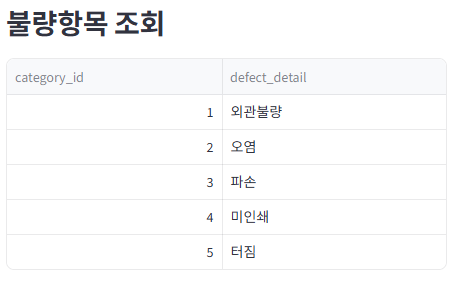 불량항목 조회
category_id defect_detail
1 외관불량
2 오염
3 파손
4 미인쇄
5 터짐